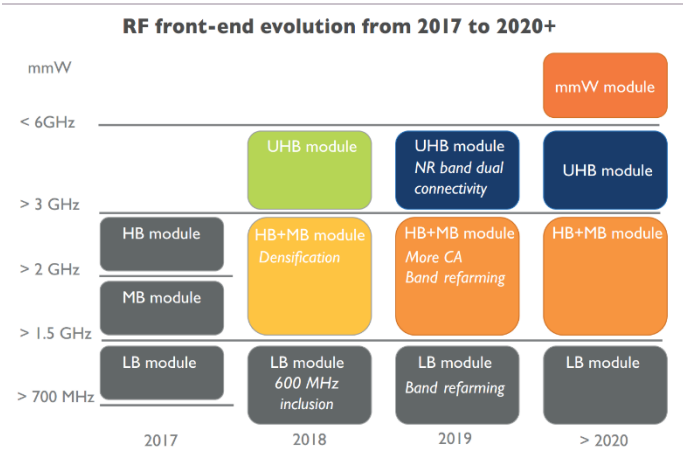 RF front-end evolution from 2017 to 2020+
mmW
mmW module
< 6GHz
UHB module
UHB module
NR band dual
connectivity
UHB module
> 3 GHz
HB module
HB+MB module
Densification
HB+MB module
More CA
Band refarming
HB+MB module
> 2 GHz
MB module
> 1.5 GHz
LB module
LB module
600 MHz
inclusion
LB module
Band refarming
LB module
> 700 MHz
2017
2018
2019
> 2020